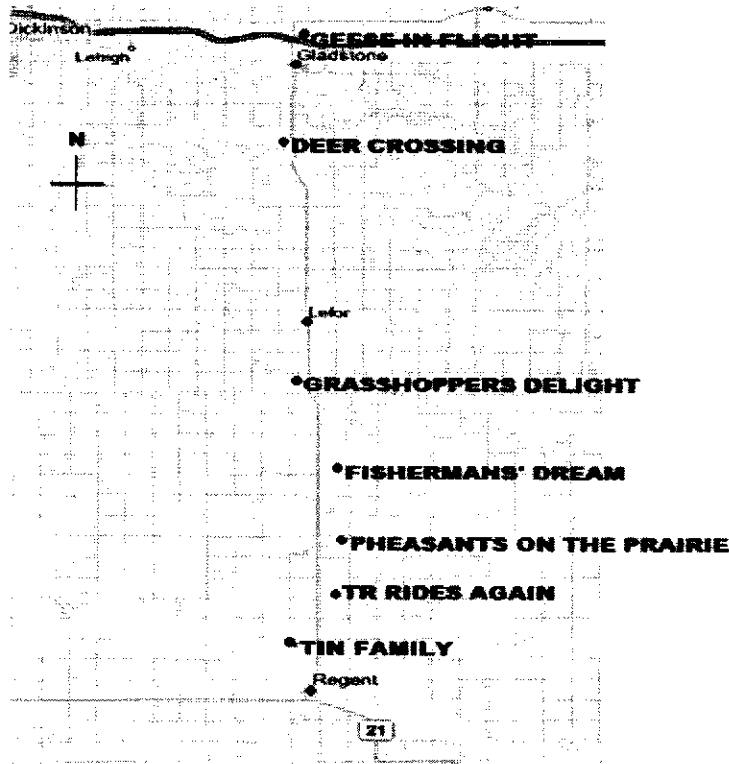 Dickinson
GEESE IN FLIGHT
Lehigh
Gladstone
N
DEER CROSSING
Lefor
GRASSHOPPERS DELIGHT
FISHERMANS' DREAM
PHEASANTS ON THE PRAIRIE
TR RIDES AGAIN
TIN FAMILY
Regent
21